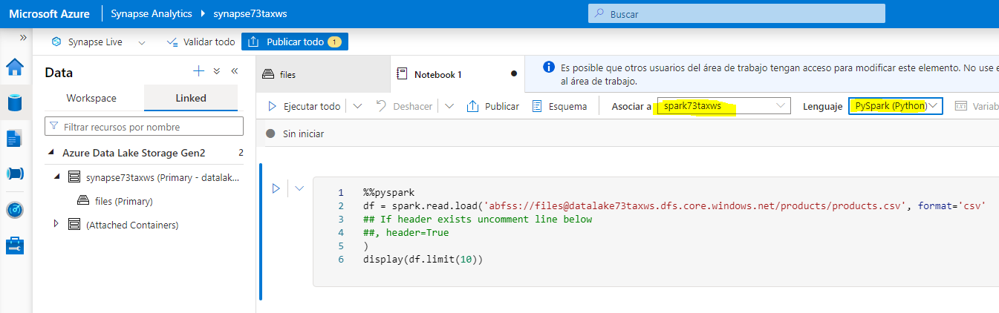 Microsoft Azure Synapse Analytics synapse73taxws Buscar
Synapse Live Validar todo Publicar todo 1
Data
Workspace Linked
Filtrar recursos por nombre
Azure Data Lake Storage Gen2 2
synapse73taxws (Primary - datalak...
files (Primary)
(Attached Containers)
files
Notebook 1
Es posible que otros usuarios del área de trabajo tengan acceso para modificar este elemento. No use
al área de trabajo.
Ejecutar todo Deshacer Publicar Esquema Asociar a spark73taxws Lenguaje PySpark (Python) Variab
Sin iniciar
1 %%pyspark
2 df = spark.read.load('abfss://files@datalake73taxws.dfs.core.windows.net/products/products.csv', format='csv'
3 ## If header exists uncomment line below
4 ##, header=True
5 )
6 display(df.limit(10))